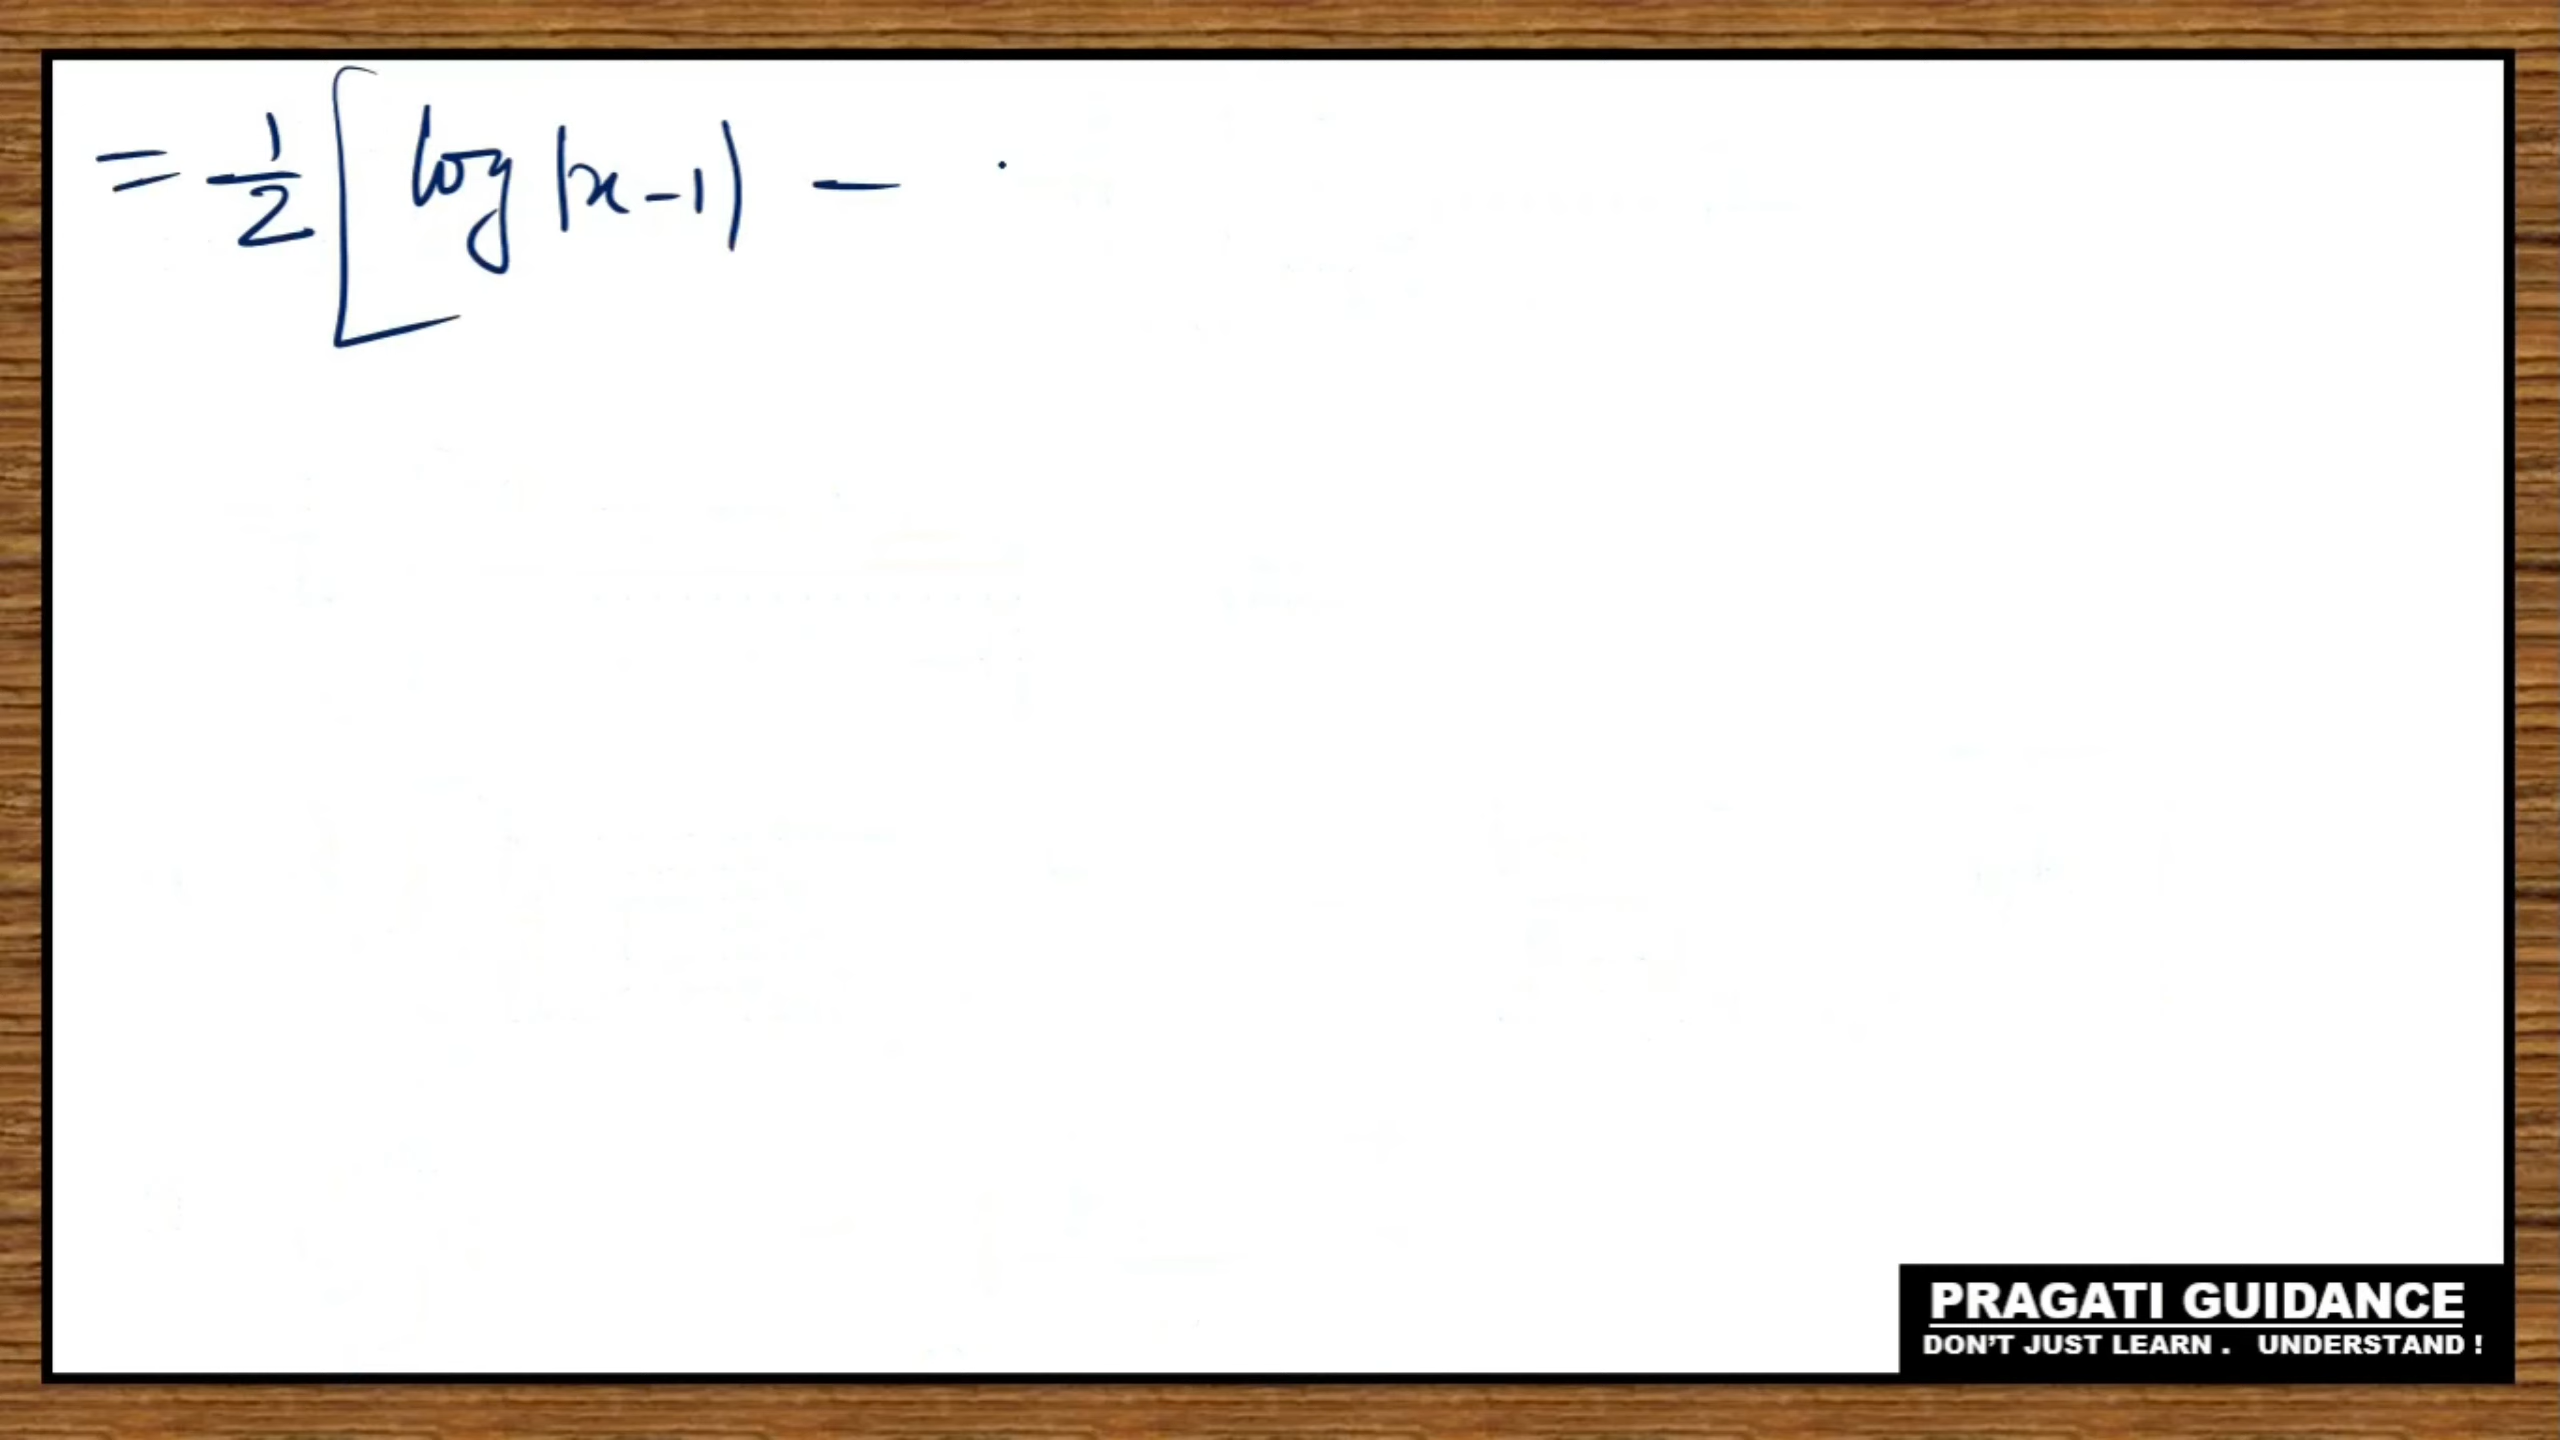 = 1/2 [ log |x-1| -
PRAGATI GUIDANCE
DON'T JUST LEARN . UNDERSTAND !